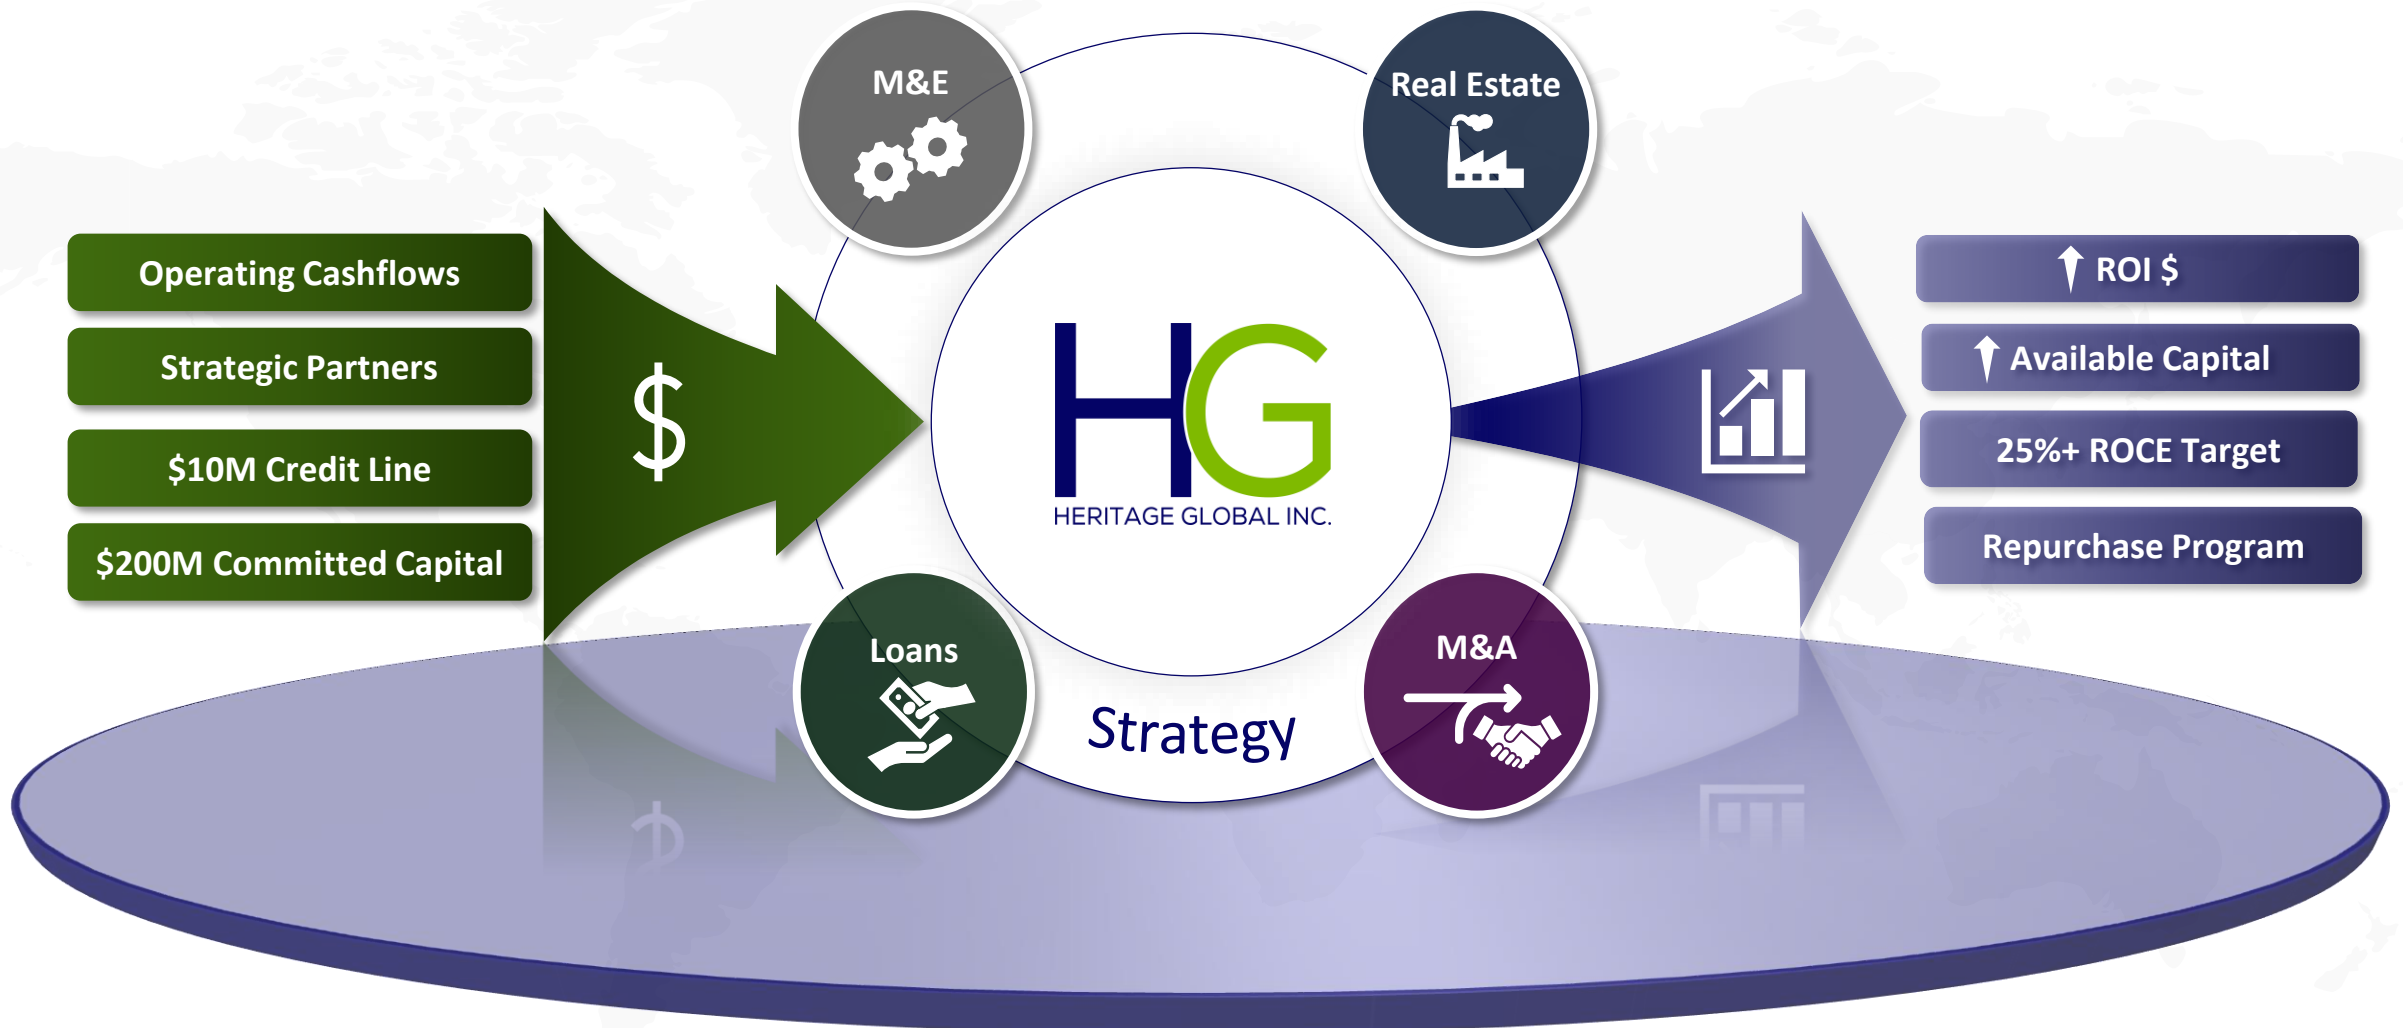 Operating Cashflows
Strategic Partners
$10M Credit Line
$200M Committed Capital
$
M&E
Real Estate
HG
HERITAGE GLOBAL INC.
Loans
M&A
Strategy
ROI $
Available Capital
25%+ ROCE Target
Repurchase Program